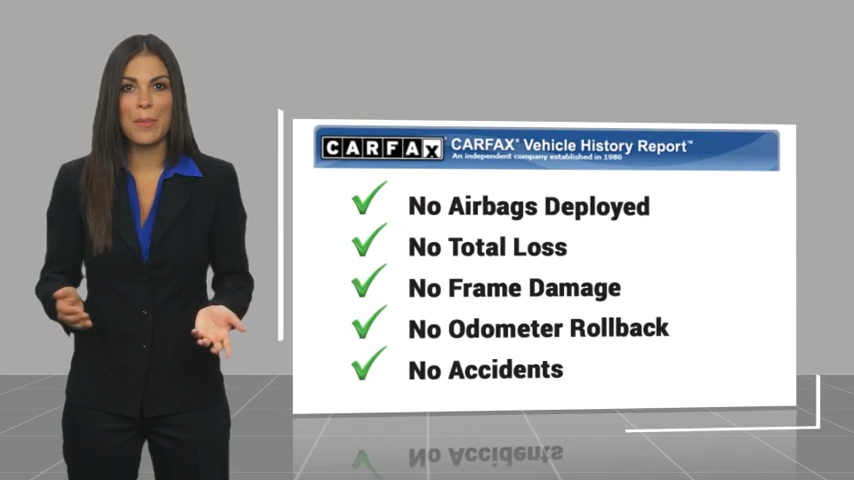 CARFAX
CARFAX® Vehicle History Report™
An independent company established in 1986
No Airbags Deployed
No Total Loss
No Frame Damage
No Odometer Rollback
No Accidents
No Accidents